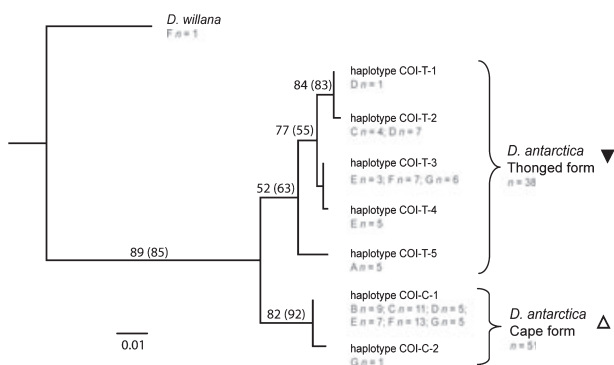 D. willana
F n = 1
haplotype COI-T-1
D n = 1
84 (83)
haplotype COI-T-2
C n = 4; D n = 7
77 (55)
haplotype COI-T-3
E n = 3; F n = 7; G n = 6
D. antarctica
Thonged form
n = 38
52 (63)
haplotype COI-T-4
E n = 5
haplotype COI-T-5
A n = 5
89 (85)
haplotype COI-C-1
B n = 9; C n = 11; D n = 5;
E n = 7; F n = 13; G n = 5
82 (92)
D. antarctica
Cape form
n = 51
haplotype COI-C-2
G n = 1
0.01